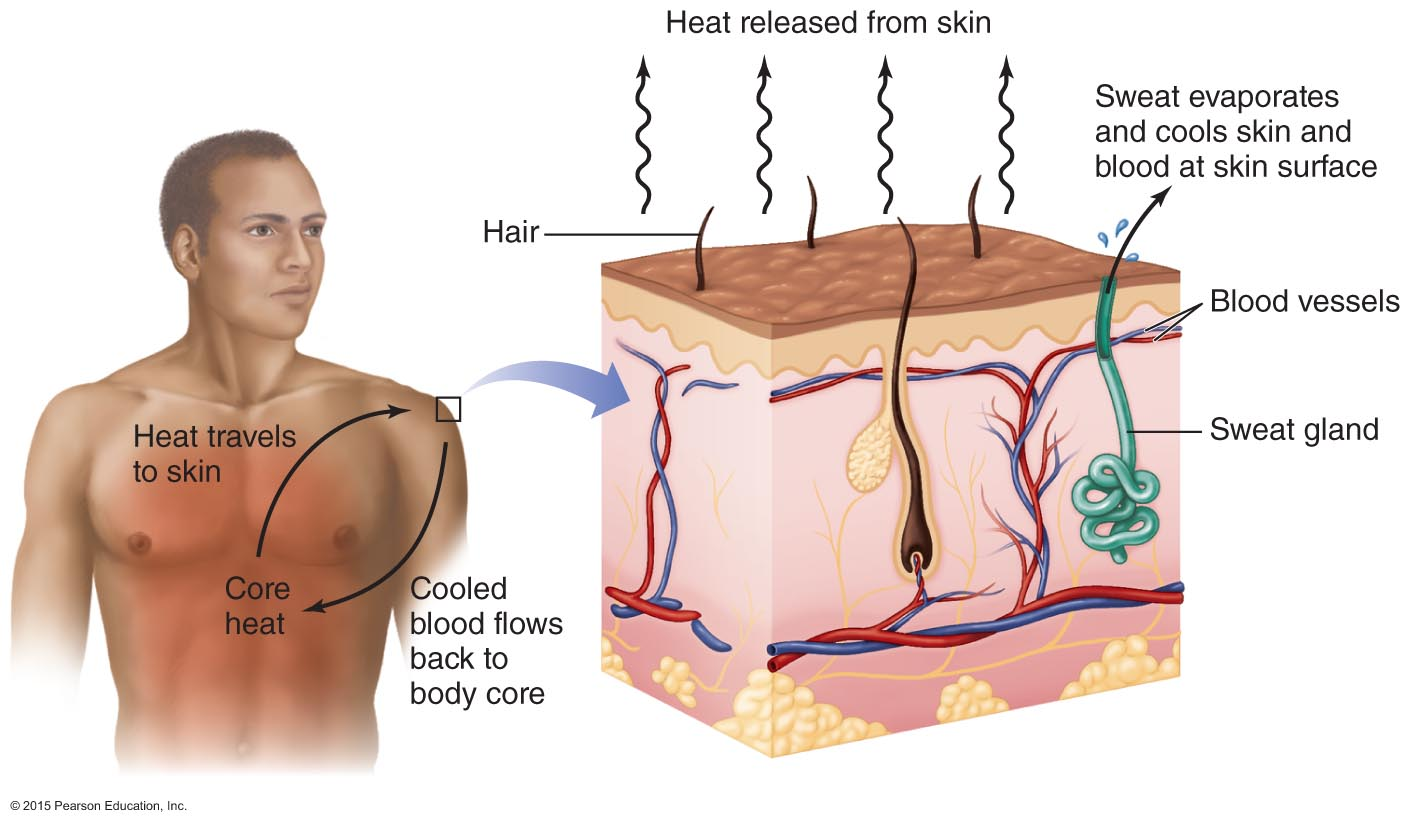 Heat released from skin
Sweat evaporates
and cools skin and
blood at skin surface
Hair
Blood vessels
Heat travels
to skin
Sweat gland
Core
heat
Cooled
blood flows
back to
body core
© 2015 Pearson Education, Inc.